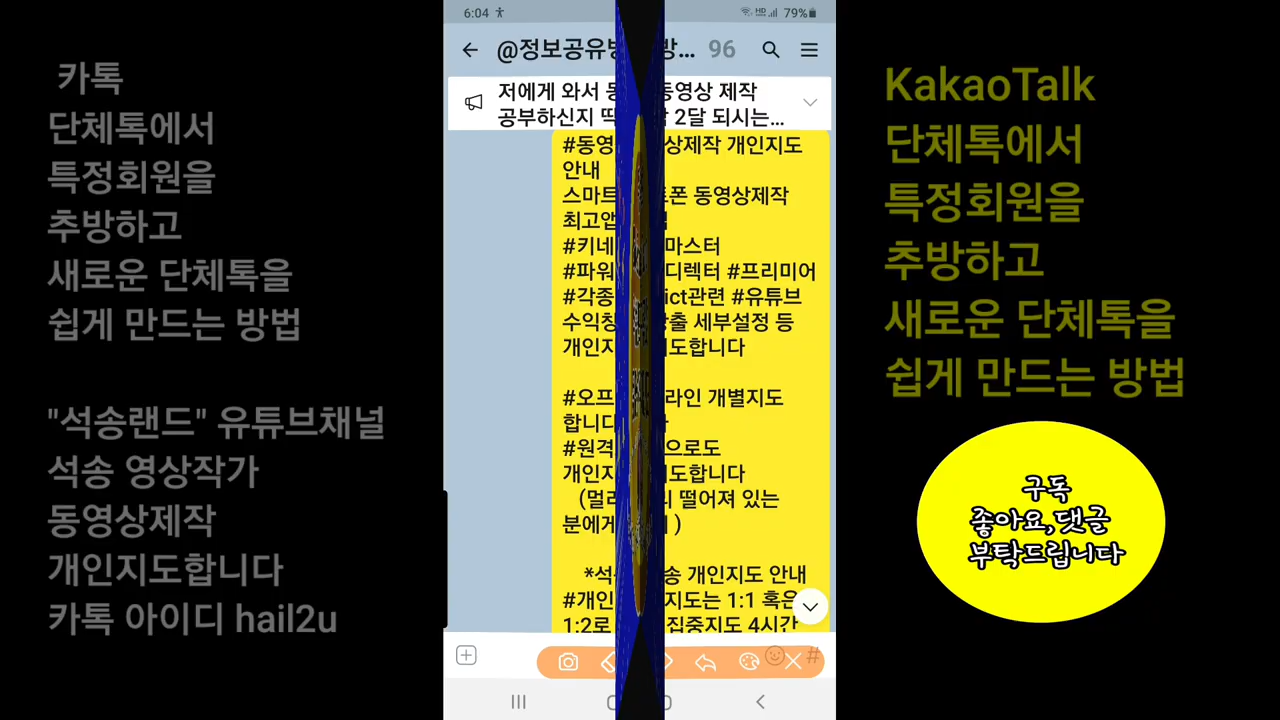 카톡
단체톡에서
특정회원을
추방하고
새로운 단체톡을
쉽게 만드는 방법
"석송랜드" 유튜브채널
석송 영상작가
동영상제작
개인지도합니다
카톡 아이디 hail2u
6:04
HD
79%
@정보공유 방... 96
저에게 와서 동영상 제작
공부하신지 2달 되시는...
#동영 상제작 개인지도
안내
스마트 폰 동영상제작
최고앱
#키네 마스터
#파워 디렉터 #프리미어
#각종 ict관련 #유튜브
수익창출 세부설정 등
개인지도합니다
#오프 라인 개별지도
합니다
#원격 으로도
개인지도합니다
(멀리 떨어져 있는
분에게 )
*석송 개인지도 안내
#개인지도는 1:1 혹은
1:2로 집중지도 4시간
#
KakaoTalk
단체톡에서
특정회원을
추방하고
새로운 단체톡을
쉽게 만드는 방법
구독
좋아요,댓글
부탁드립니다